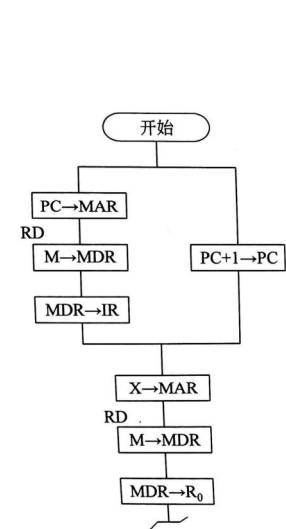 开始
PC→MAR
RD
M→MDR
PC+1→PC
MDR→IR
X→MAR
RD
M→MDR
MDR→R₀